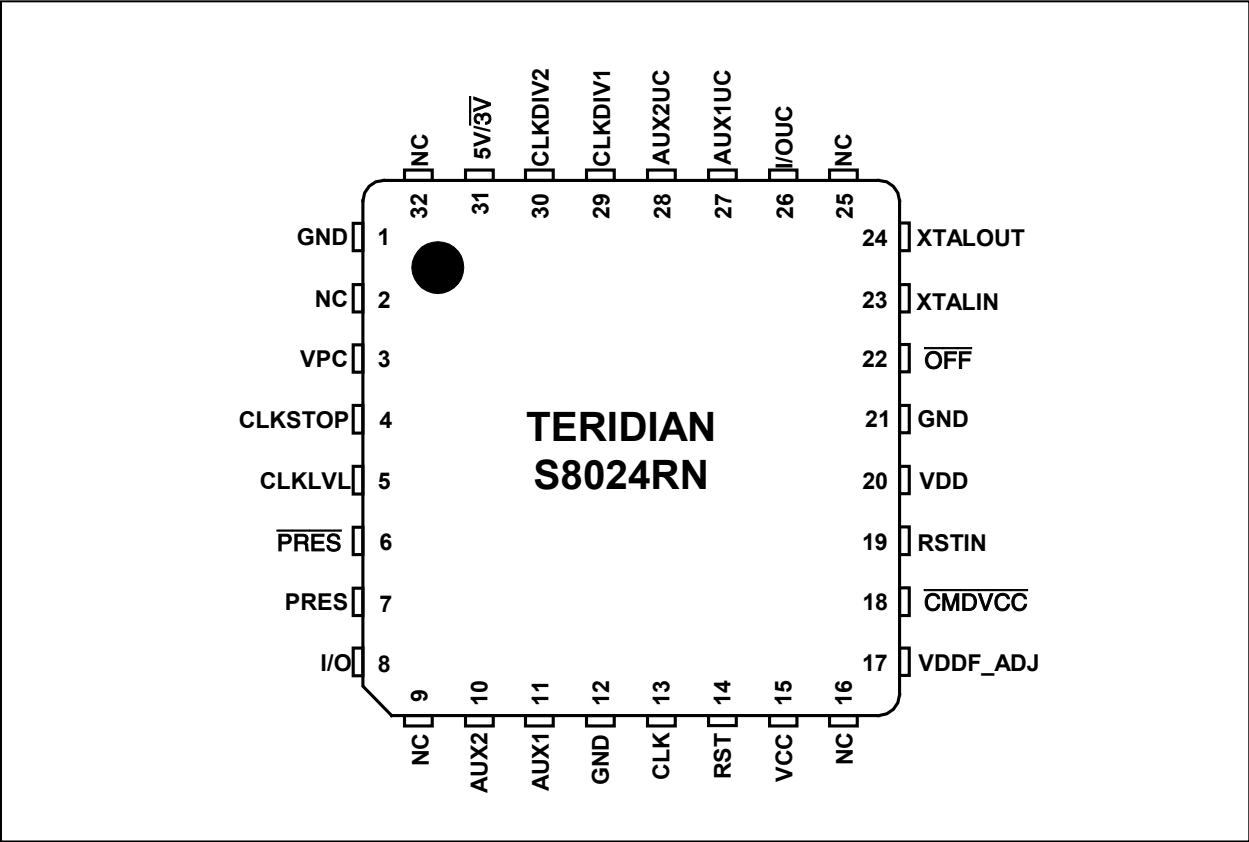 NC
5V/3V
CLKDIV2
CLKDIV1
AUX2UC
AUX1UC
I/OUC
NC
32
31
30
29
28
27
26
25
GND 1
NC 2
VPC 3
CLKSTOP 4
CLKLVL 5
PRES 6
PRES 7
I/O 8
TERIDIAN
S8024RN
24 XTALOUT
23 XTALIN
22 OFF
21 GND
20 VDD
19 RSTIN
18 CMDVCC
17 VDDF_ADJ
9
10
11
12
13
14
15
16
NC
AUX2
AUX1
GND
CLK
RST
VCC
NC